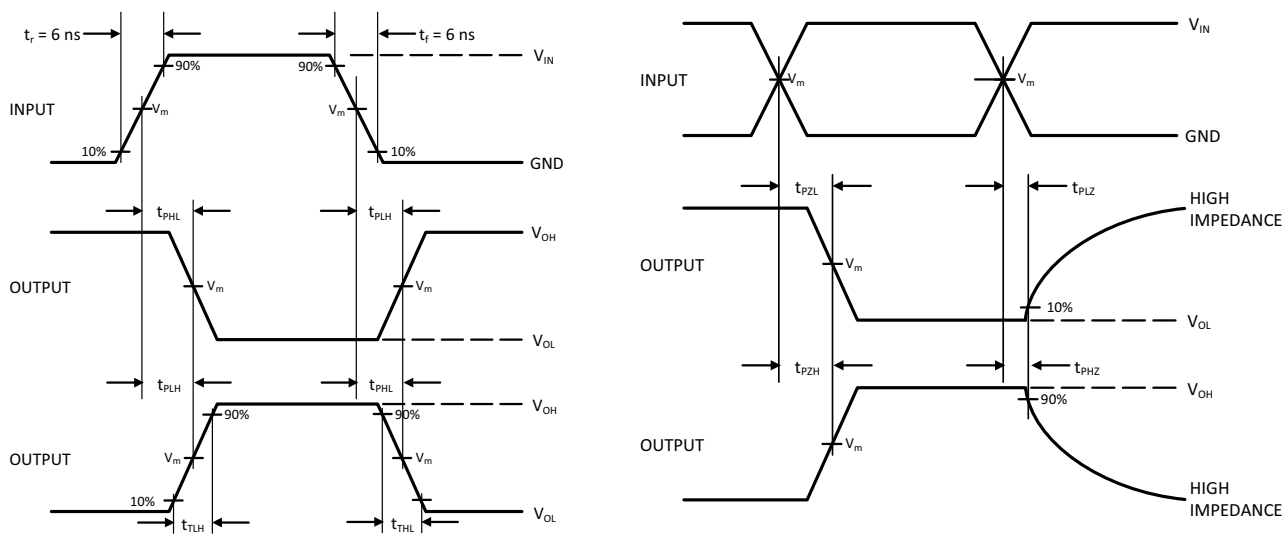 t_r = 6 ns
t_f = 6 ns
V_IN
90%
90%
INPUT
V_m
V_m
10%
10%
GND
t_PHL
t_PLH
V_OH
OUTPUT
V_m
V_m
V_OL
t_PLH
t_PHL
V_OH
90%
90%
OUTPUT
V_m
V_m
10%
V_OL
t_TLH
t_THL
V_IN
INPUT
V_m
V_m
GND
t_PZL
t_PLZ
HIGH
IMPEDANCE
OUTPUT
V_m
10%
V_OL
t_PZH
t_PHZ
V_OH
90%
OUTPUT
V_m
HIGH
IMPEDANCE